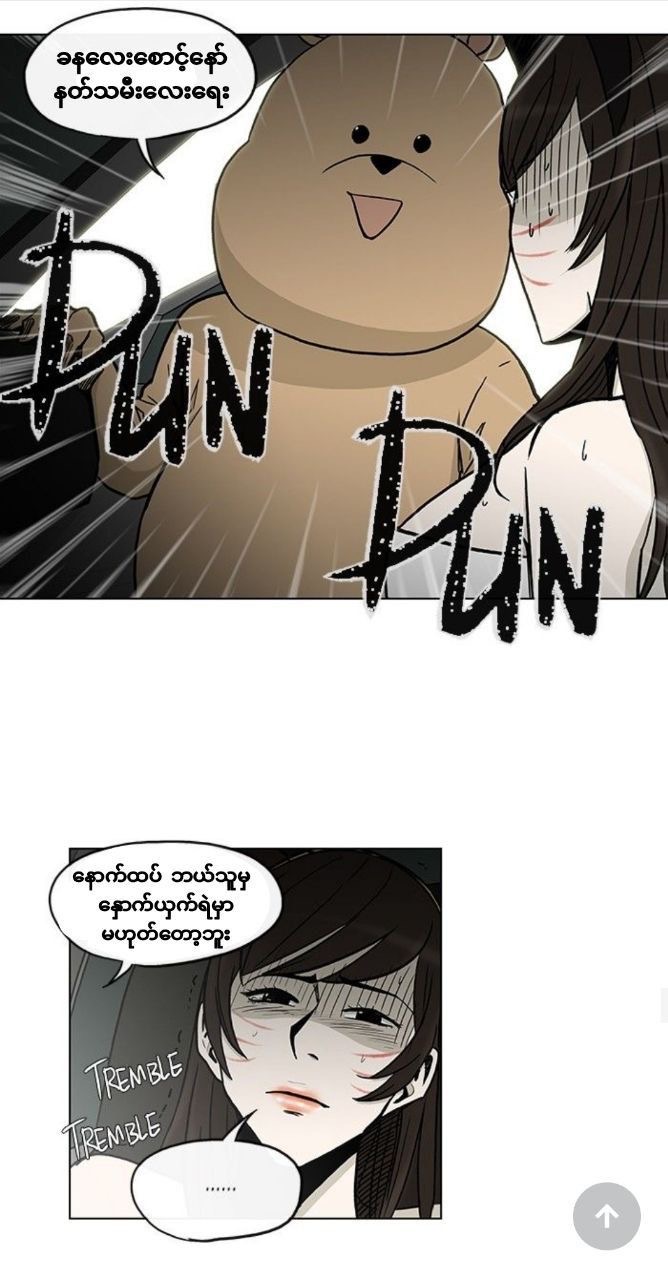 ခနလေးစောင့်နော်
နတ်သမီးလေးရေး
DUN
DUN
နောက်ထပ် ဘယ်သူမှ
နှောက်ယှက်ရဲမှာ
မဟုတ်တော့ဘူး
TREMBLE
TREMBLE
......